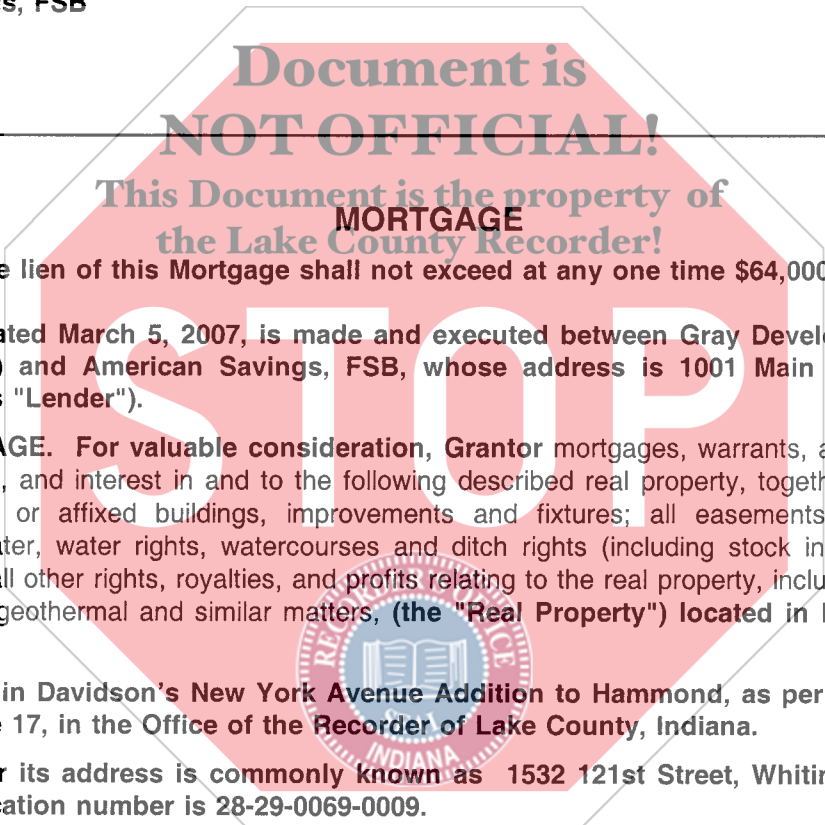 s, FSB
Document is
NOT OFFICIAL!
This Document is the property of
the Lake County Recorder!
MORTGAGE
e lien of this Mortgage shall not exceed at any one time $64,000
ated March 5, 2007, is made and executed between Gray Devel
) and American Savings, FSB, whose address is 1001 Main
s "Lender").
AGE. For valuable consideration, Grantor mortgages, warrants, a
, and interest in and to the following described real property, togeth
or affixed buildings, improvements and fixtures; all easements
ter, water rights, watercourses and ditch rights (including stock in
ll other rights, royalties, and profits relating to the real property, inclu
geothermal and similar matters, (the "Real Property") located in
in Davidson's New York Avenue Addition to Hammond, as per
e 17, in the Office of the Recorder of Lake County, Indiana.
r its address is commonly known as 1532 121st Street, Whitin
cation number is 28-29-0069-0009.
STOP
RECORDER'S OFFICE
INDIANA